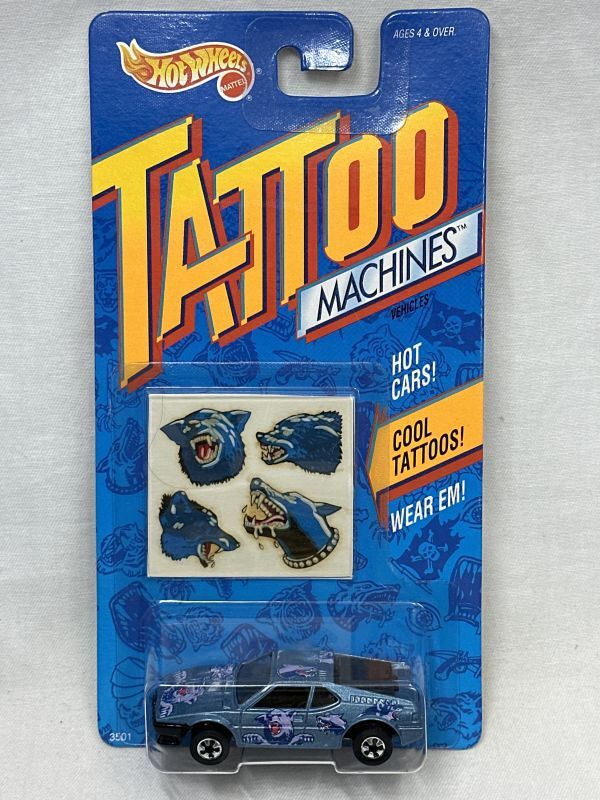 AGES 4 & OVER.
HOT WHEELS
MATTEL
TATTOO
MACHINES™
VEHICLES
HOT
CARS!
COOL
TATTOOS!
WEAR EM!
3501